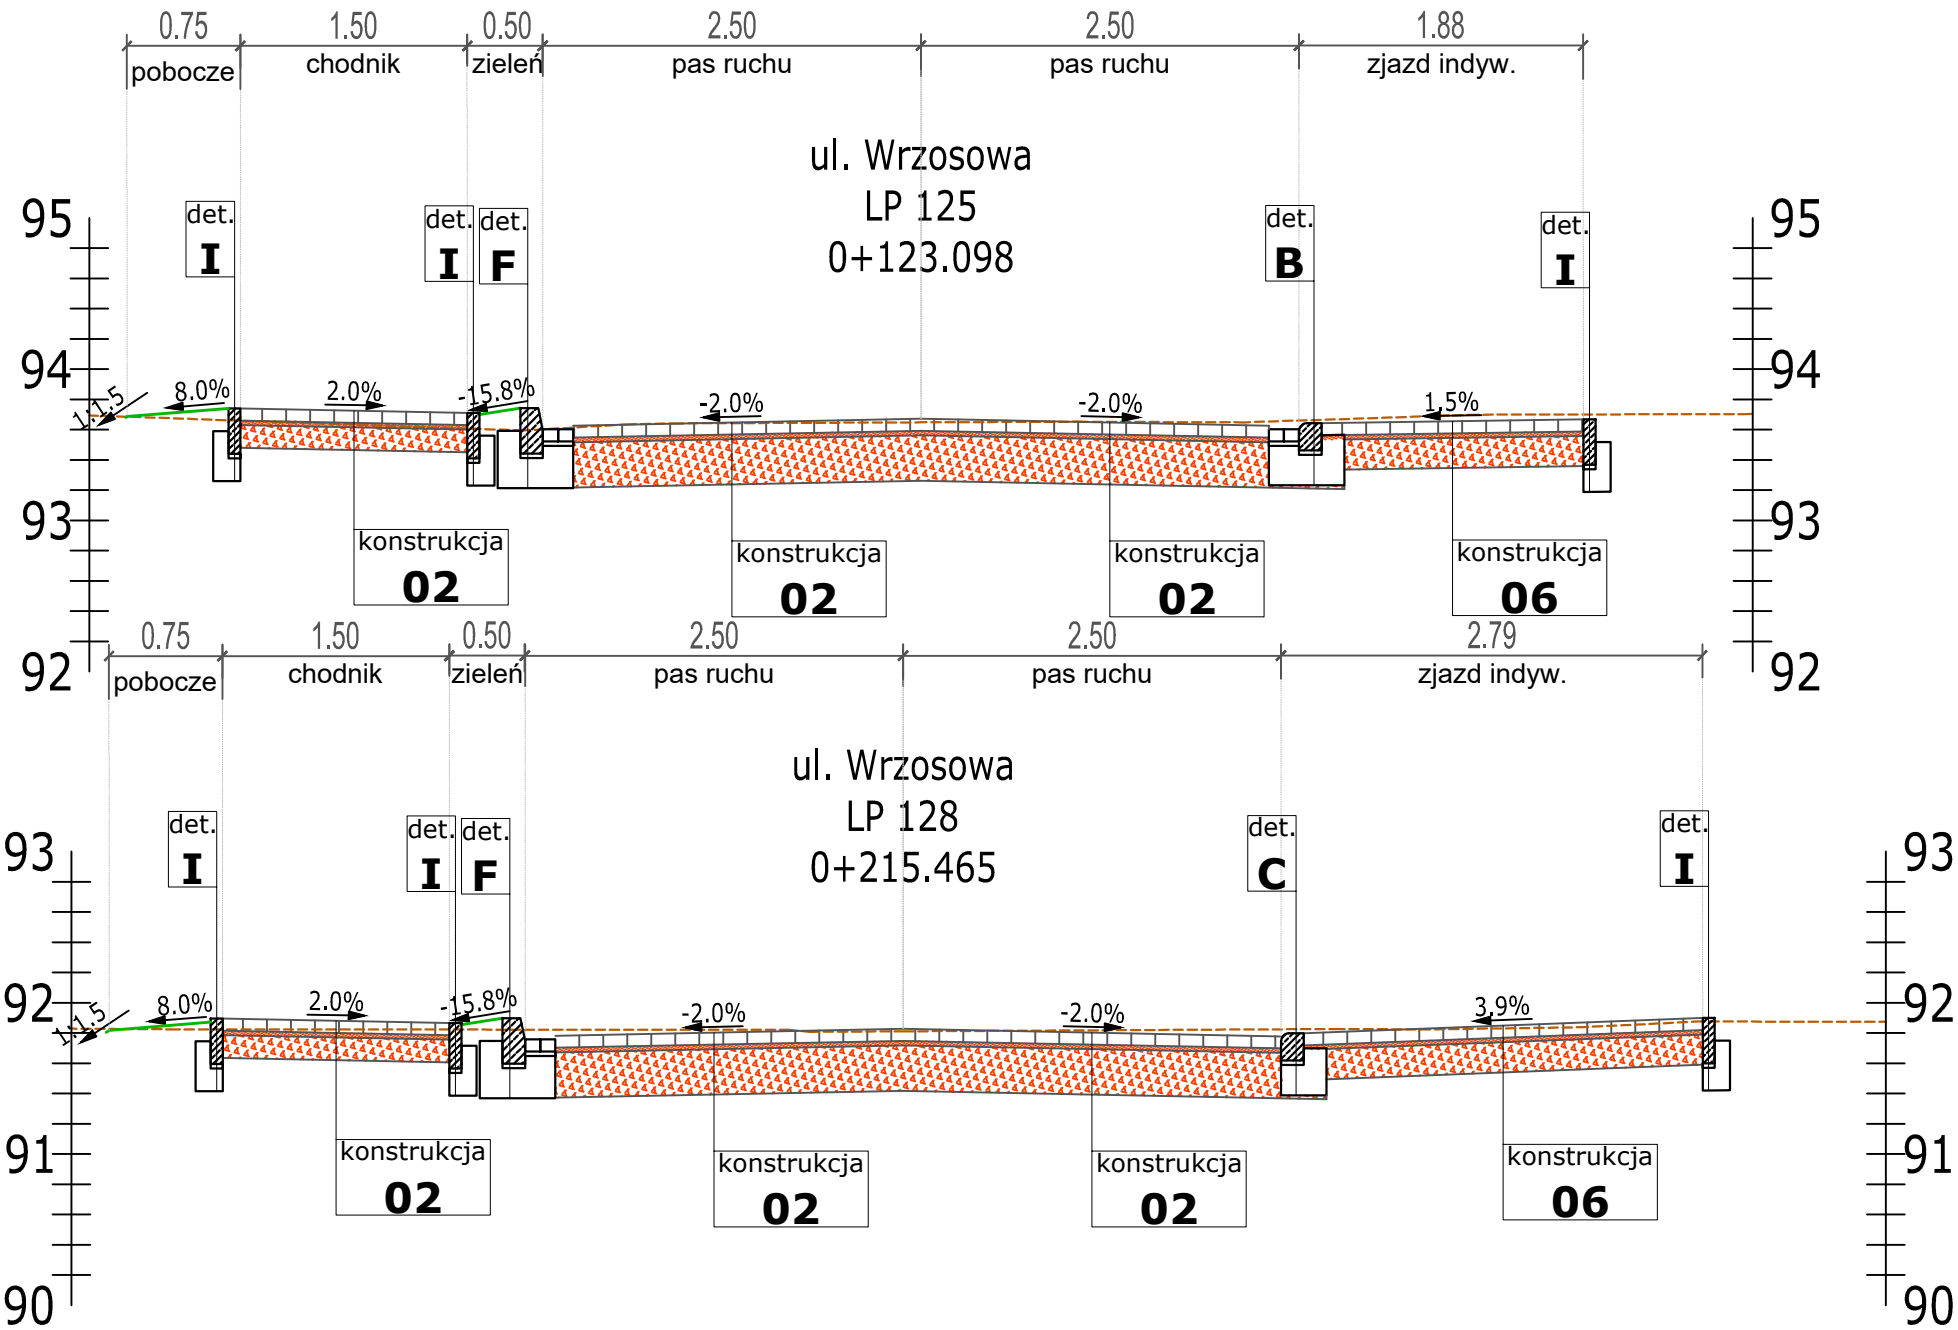 0.75 1.50 0.50 2.50 2.50 1.88
pobocze chodnik zieleń pas ruchu pas ruchu zjazd indyw.
ul. Wrzosowa
LP 125
0+123.098
det. det. det. det. det.
I I F B I
95 95
94 94
1:1.5 8.0% 2.0% -15.8% -2.0% -2.0% 1.5%
93 93
konstrukcja konstrukcja konstrukcja konstrukcja
02 02 02 06
92 92
0.75 1.50 0.50 2.50 2.50 2.79
pobocze chodnik zieleń pas ruchu pas ruchu zjazd indyw.
ul. Wrzosowa
LP 128
0+215.465
det. det. det. det. det.
I I F C I
93 93
92 92
1:1.5 8.0% 2.0% -15.8% -2.0% -2.0% 3.9%
91 91
konstrukcja konstrukcja konstrukcja konstrukcja
02 02 02 06
90 90